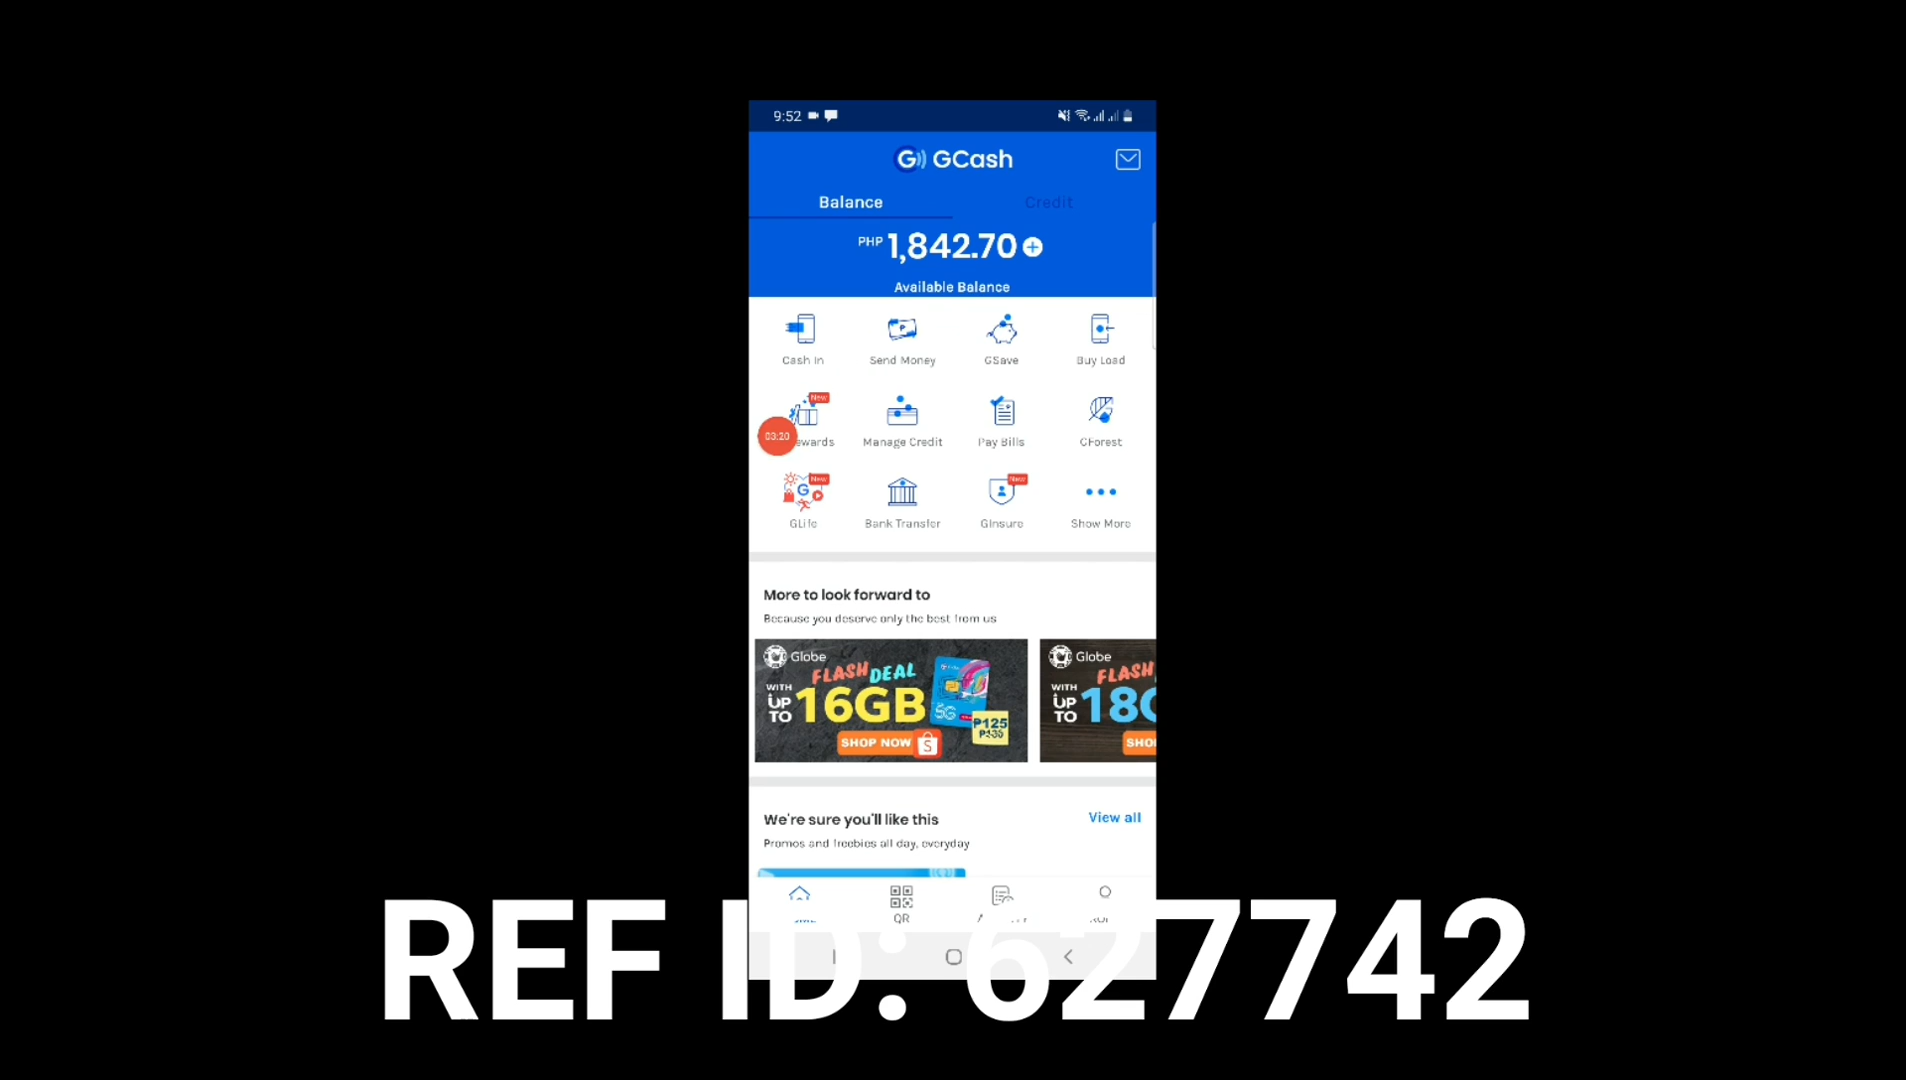 9:52
GCash
Balance
Credit
PHP 1,842.70
Available Balance
Cash In
Send Money
GSave
Buy Load
New
03:20
ewards
Manage Credit
Pay Bills
GForest
New
G
GLife
Bank Transfer
New
GInsure
Show More
More to look forward to
Because you deserve only the best from us
Globe
FLASH DEAL
WITH UP TO 16GB
5G
₱125
SHOP NOW
Globe
FLASH
WITH UP TO 18G
SHO
We're sure you'll like this
View all
Promos and freebies all day, everyday
QR
REF ID: 627742